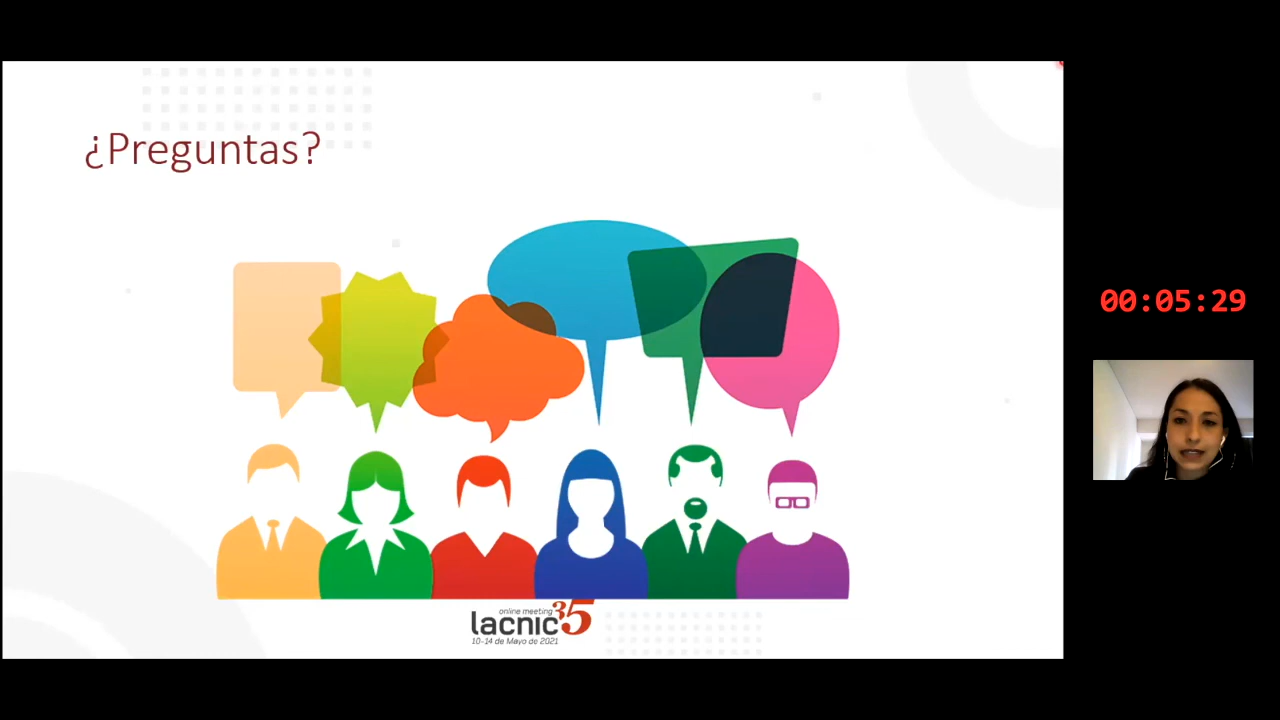 ¿Preguntas?
00:05:29
online meeting
lacnic35
10-14 de Mayo de 2021